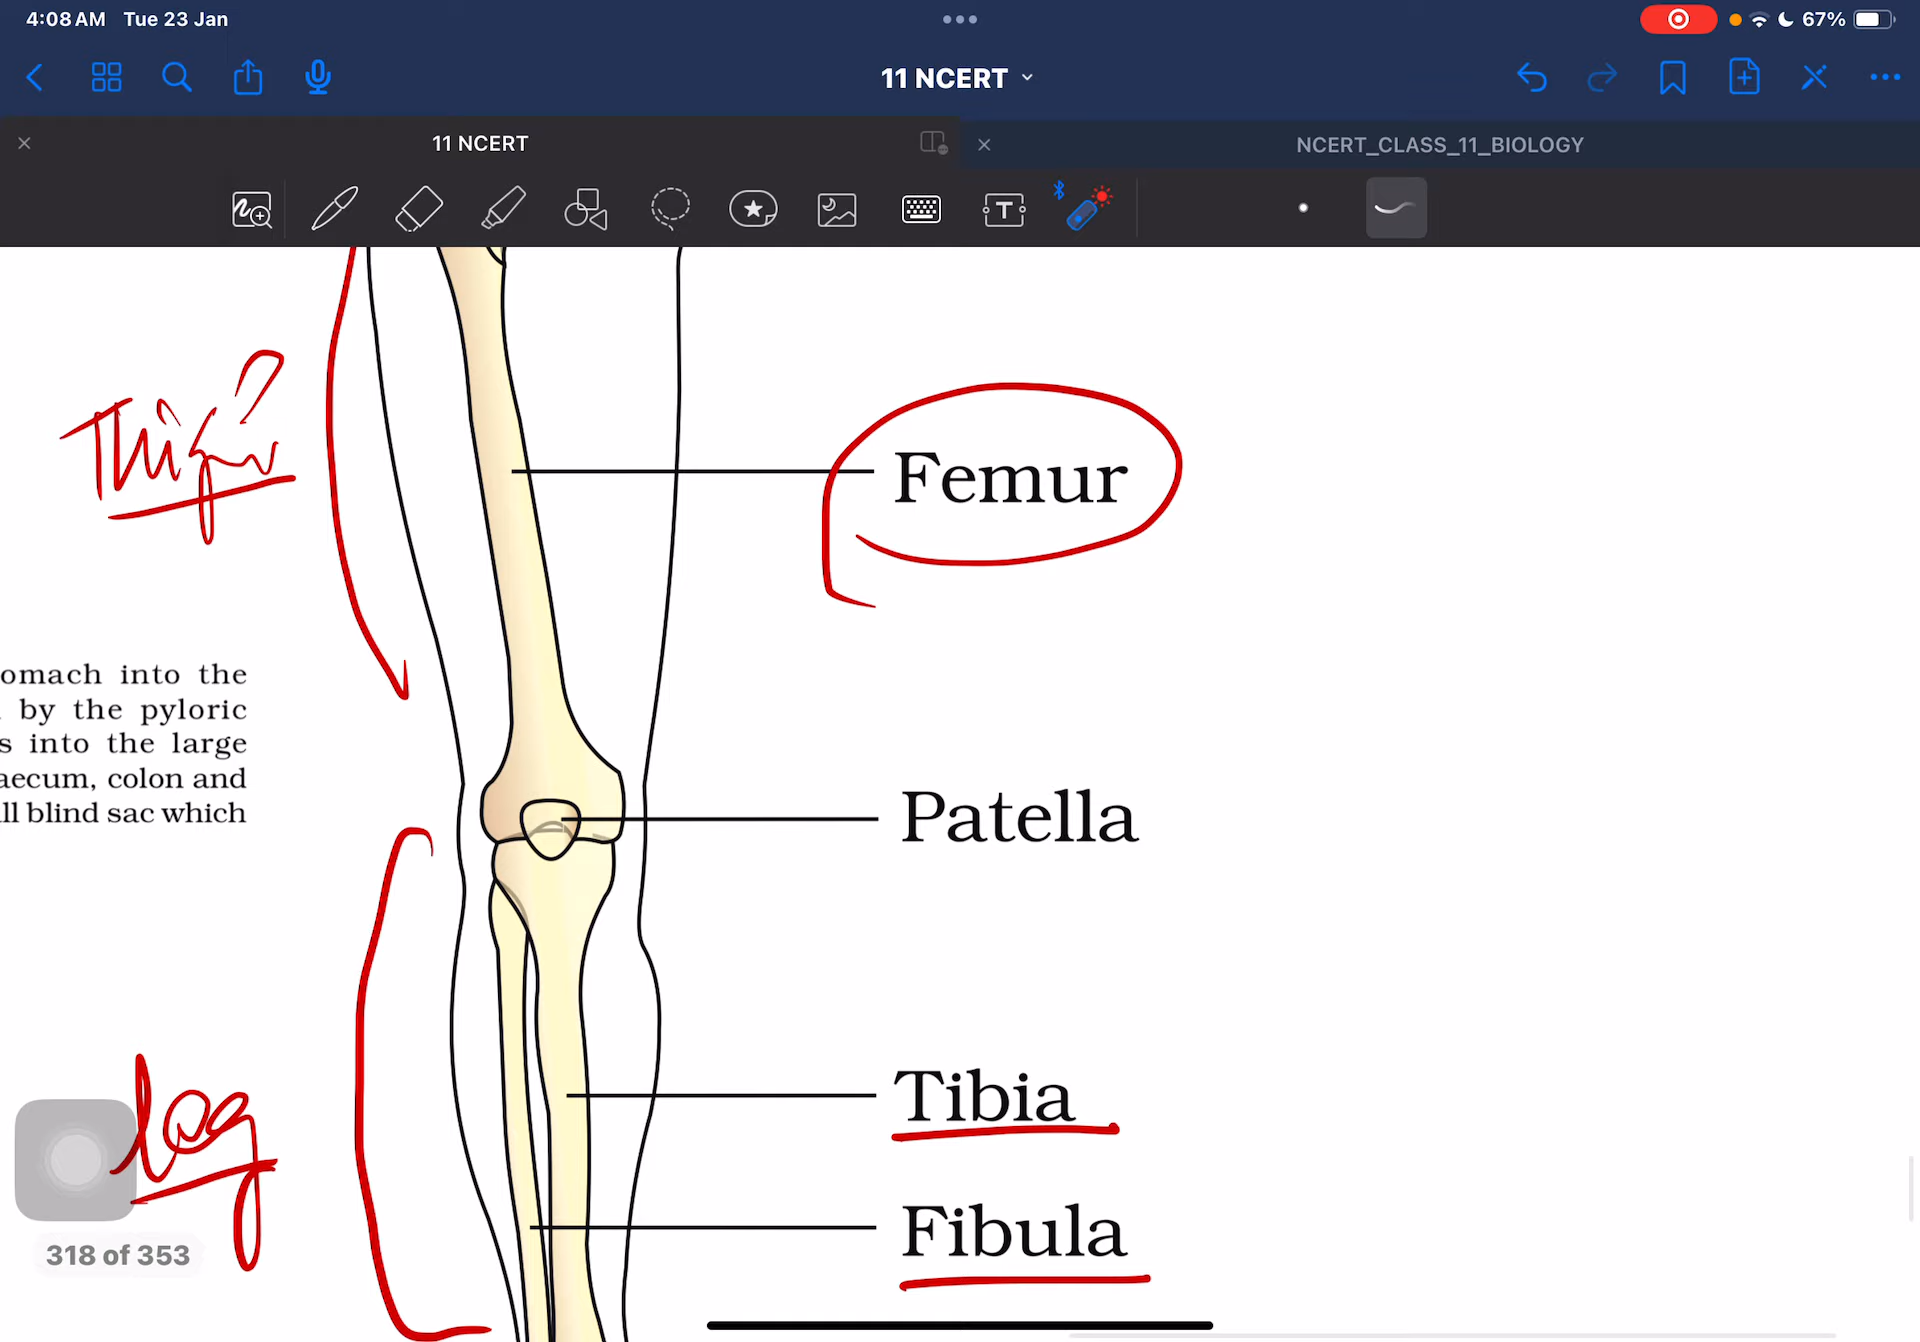 4:08 AM Tue 23 Jan
67%
11 NCERT
11 NCERT
NCERT_CLASS_11_BIOLOGY
T
Thigh
Femur
omach into the
by the pyloric
s into the large
aecum, colon and
ll blind sac which
Patella
leg
Tibia
Fibula
318 of 353